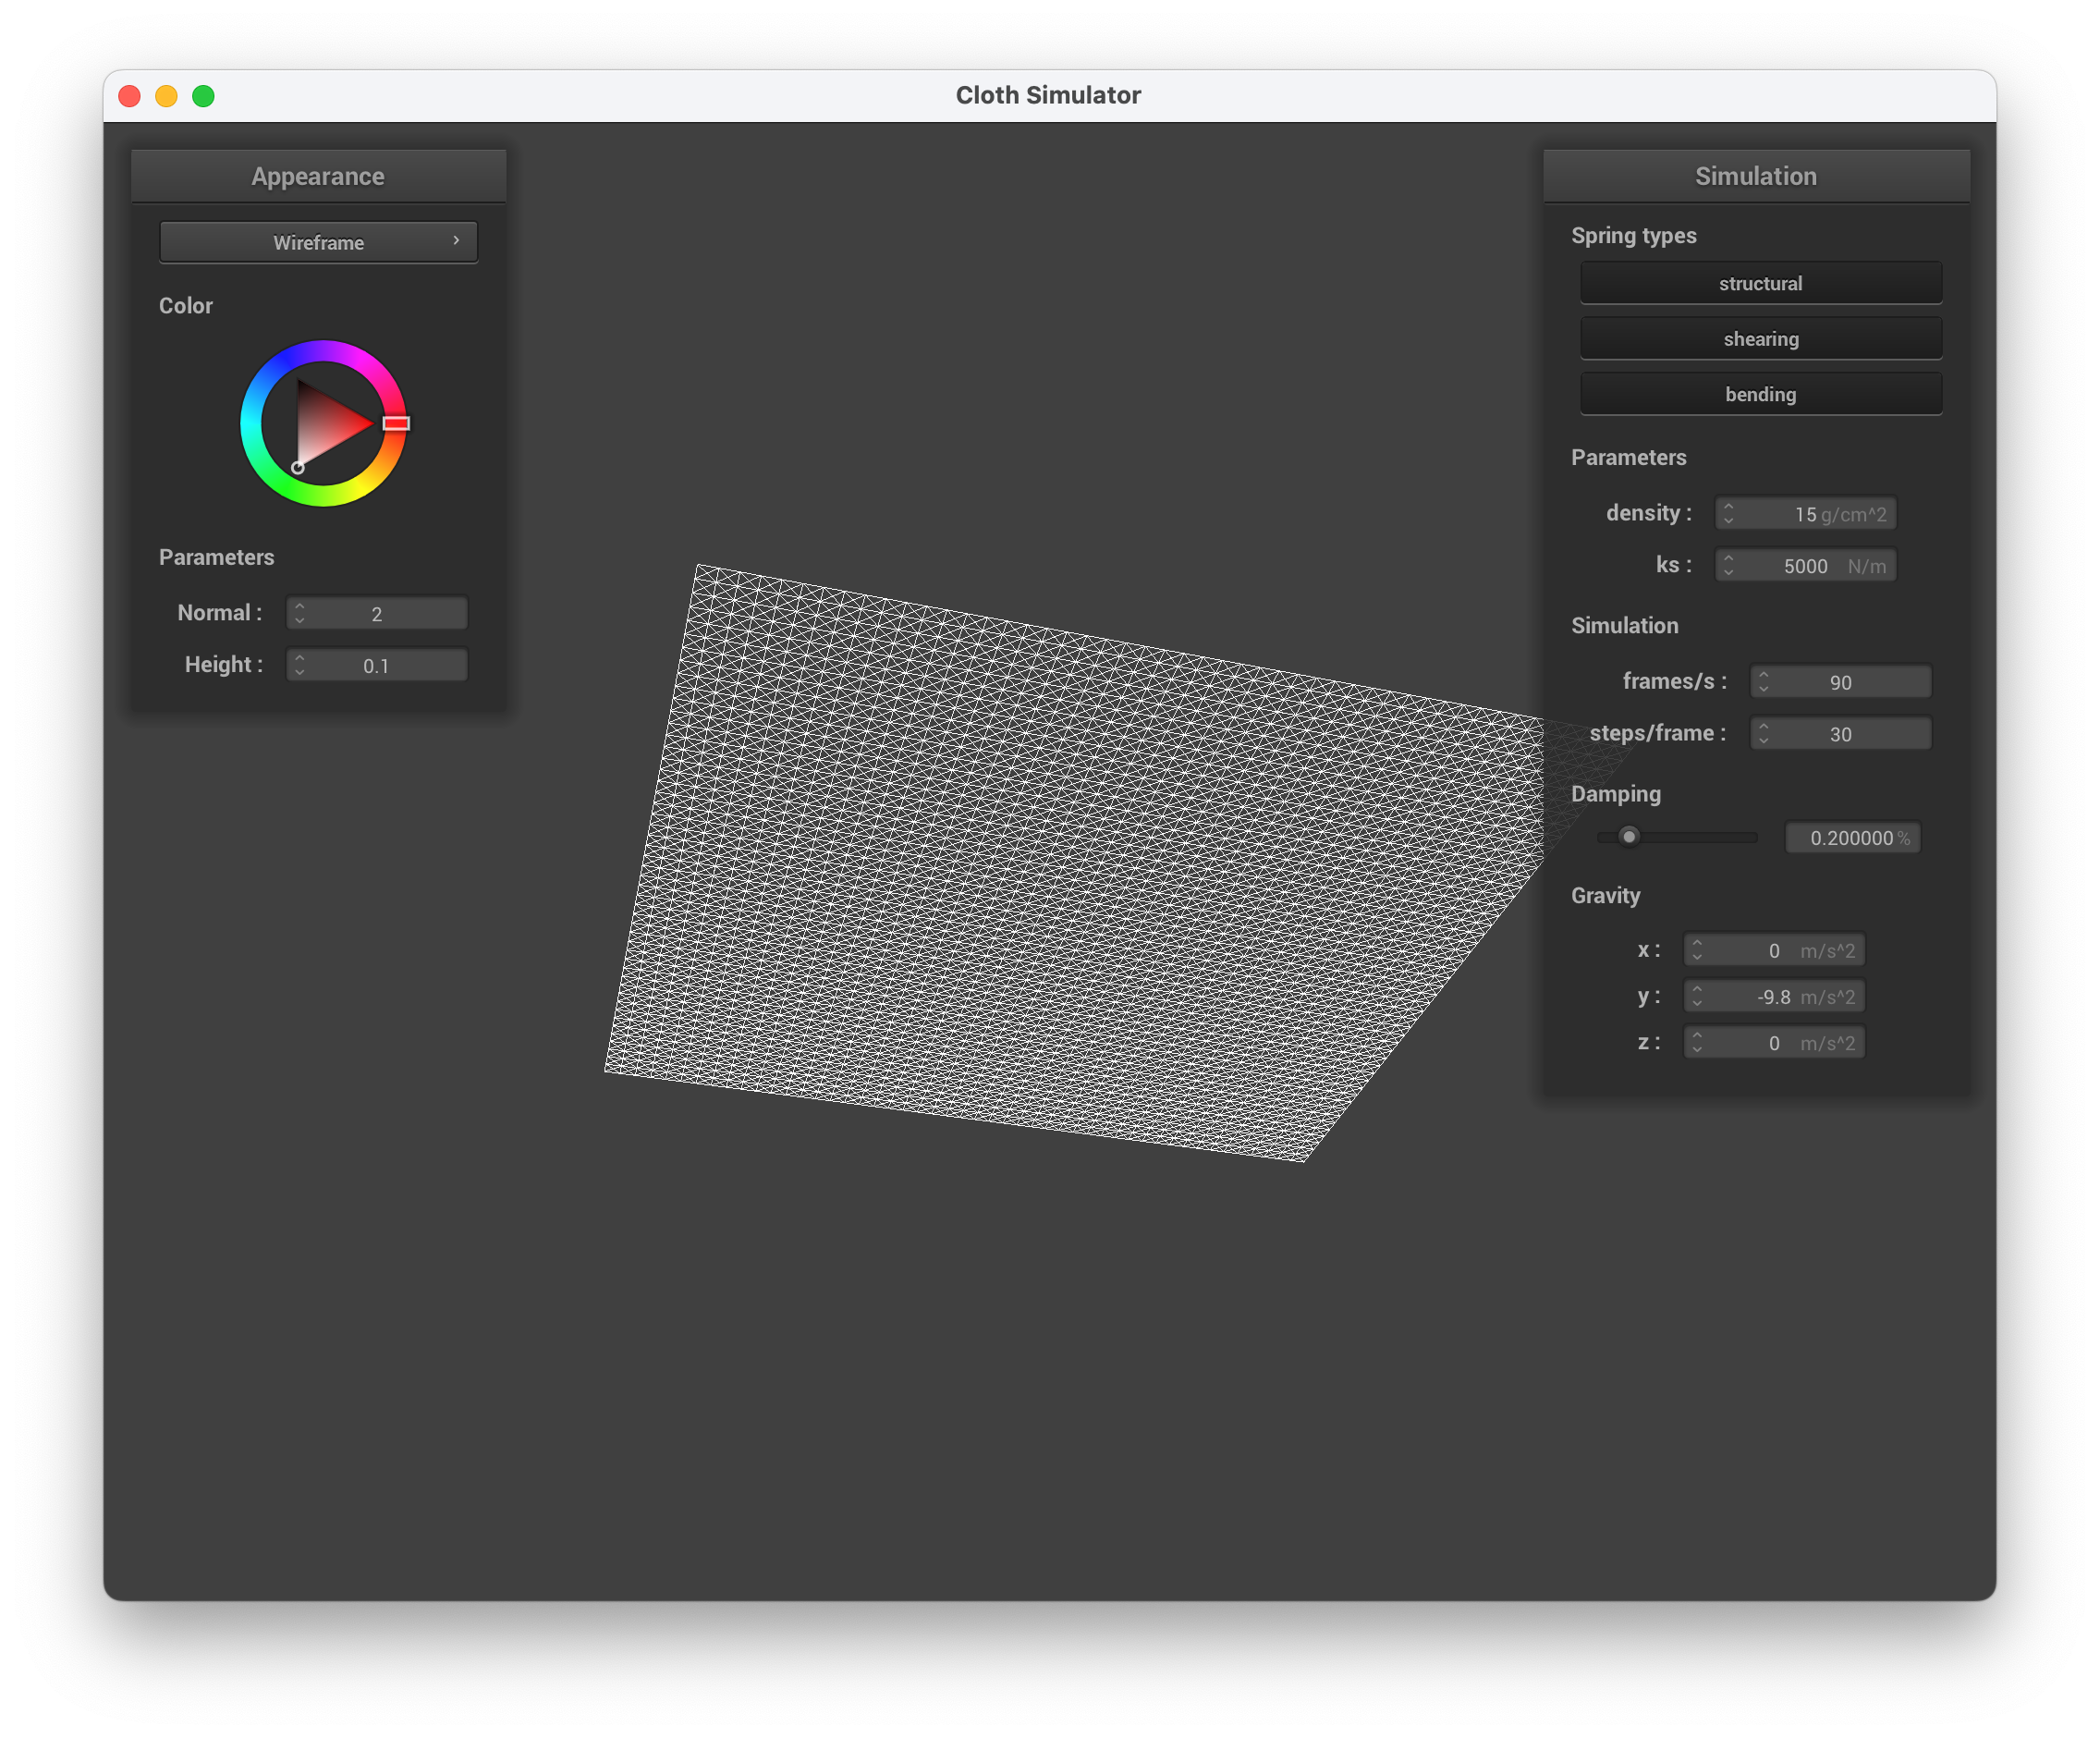 Cloth Simulator
Appearance
Wireframe
Color
Parameters
Normal : 2
Height : 0.1
Simulation
Spring types
structural
shearing
bending
Parameters
density : 15 g/cm^2
ks : 5000 N/m
Simulation
frames/s : 90
steps/frame : 30
Damping
0.200000 %
Gravity
x : 0 m/s^2
y : -9.8 m/s^2
z : 0 m/s^2